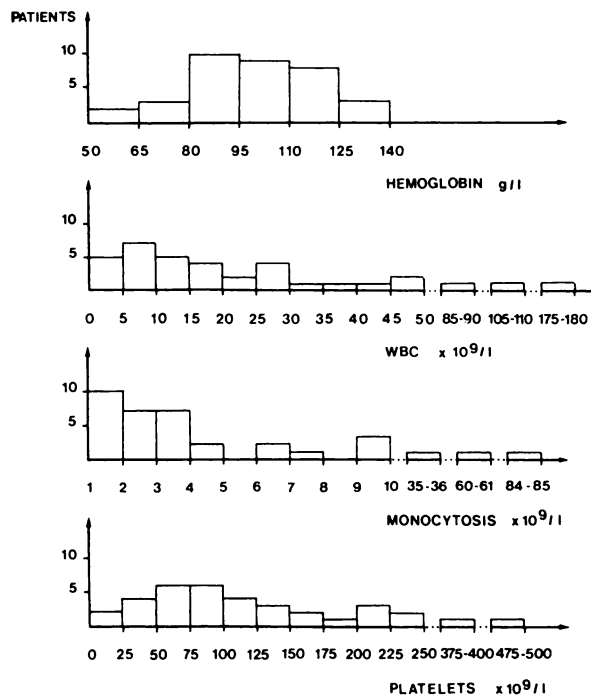 PATIENTS
10
5
50 65 80 95 110 125 140
HEMOGLOBIN g/l
10
5
0 5 10 15 20 25 30 35 40 45 50 85-90 105-110 175-180
WBC x 10⁹/l
10
5
1 2 3 4 5 6 7 8 9 10 35-36 60-61 84-85
MONOCYTOSIS x 10⁹/l
10
5
0 25 50 75 100 125 150 175 200 225 250 375-400 475-500
PLATELETS x 10⁹/l